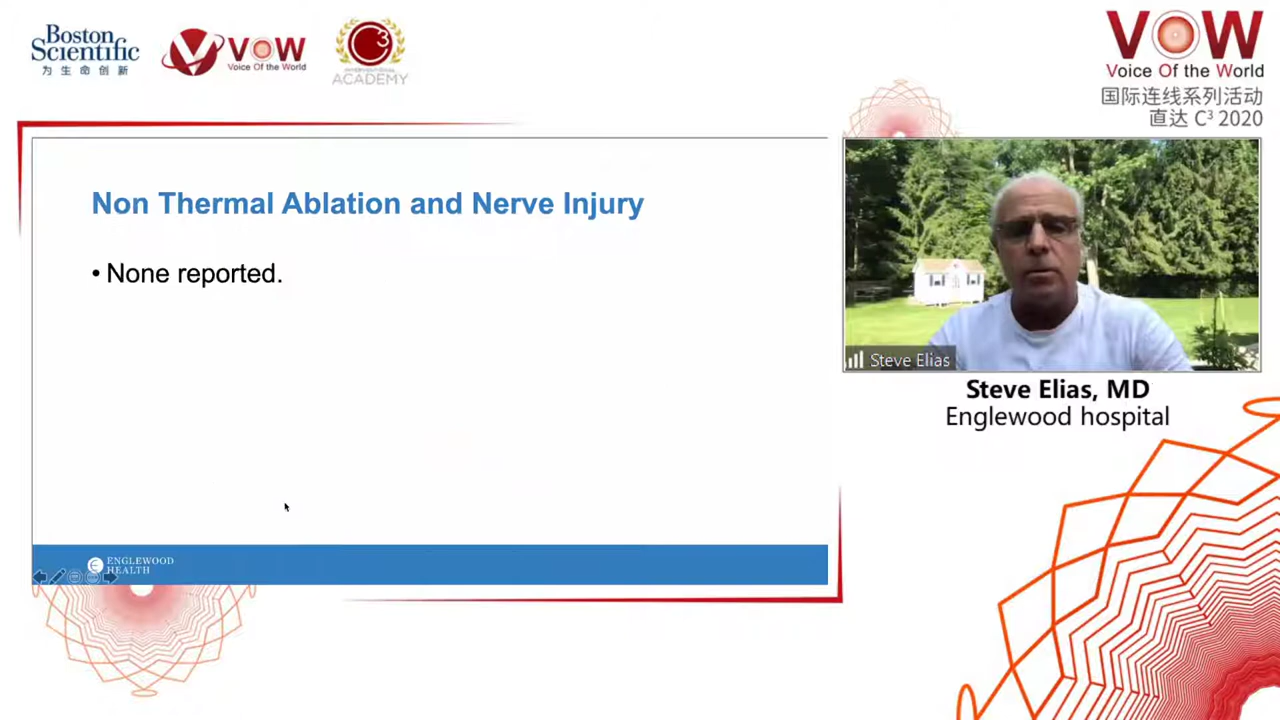 Boston
Scientific
为生命创新
VOW
Voice Of the World
C3
ACADEMY
VOW
Voice Of the World
国际连线系列活动
直达 C³ 2020
Non Thermal Ablation and Nerve Injury
• None reported.
Steve Elias
Steve Elias, MD
Englewood hospital
ENGLEWOOD
HEALTH